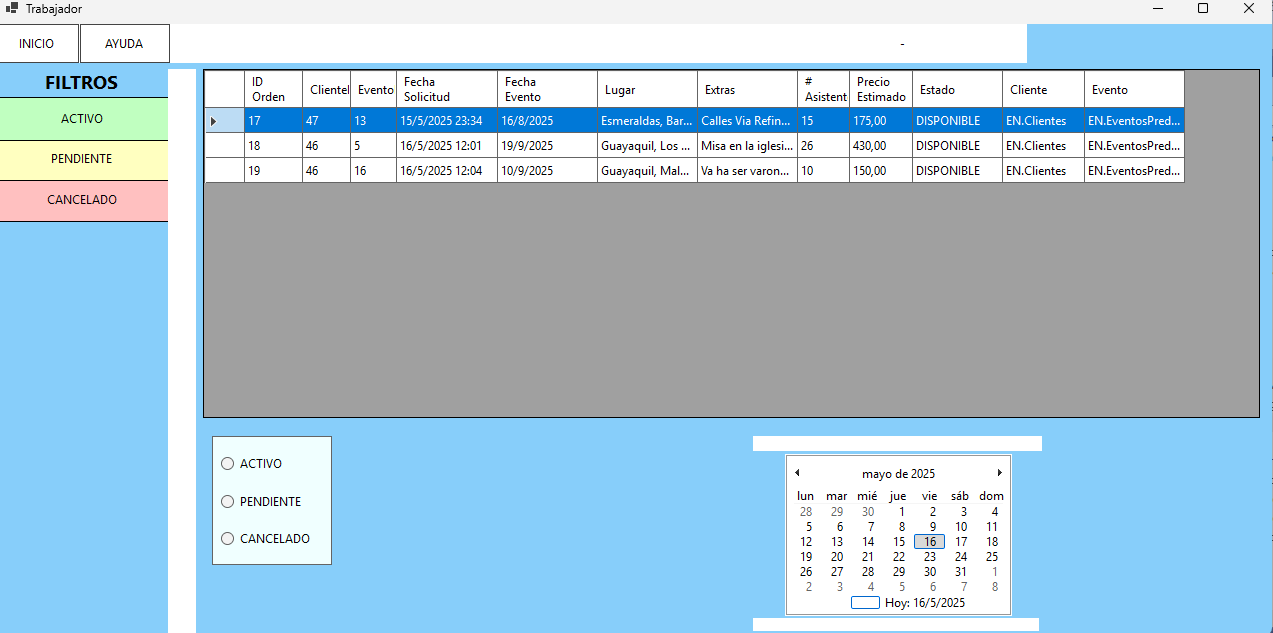 Trabajador
INICIO AYUDA -
FILTROS
ACTIVO
PENDIENTE
CANCELADO
ID Orden ClienteI Evento Fecha Solicitud Fecha Evento Lugar Extras # Asistent Precio Estimado Estado Cliente Evento
17 47 13 15/5/2025 23:34 16/8/2025 Esmeraldas, Bar... Calles Via Refin... 15 175,00 DISPONIBLE EN.Clientes EN.EventosPred...
18 46 5 16/5/2025 12:01 19/9/2025 Guayaquil, Los ... Misa en la iglesi... 26 430,00 DISPONIBLE EN.Clientes EN.EventosPred...
19 46 16 16/5/2025 12:04 10/9/2025 Guayaquil, Mal... Va ha ser varon... 10 150,00 DISPONIBLE EN.Clientes EN.EventosPred...
ACTIVO
PENDIENTE
CANCELADO
mayo de 2025
lun mar mié jue vie sáb dom
28 29 30 1 2 3 4
5 6 7 8 9 10 11
12 13 14 15 16 17 18
19 20 21 22 23 24 25
26 27 28 29 30 31 1
2 3 4 5 6 7 8
Hoy: 16/5/2025